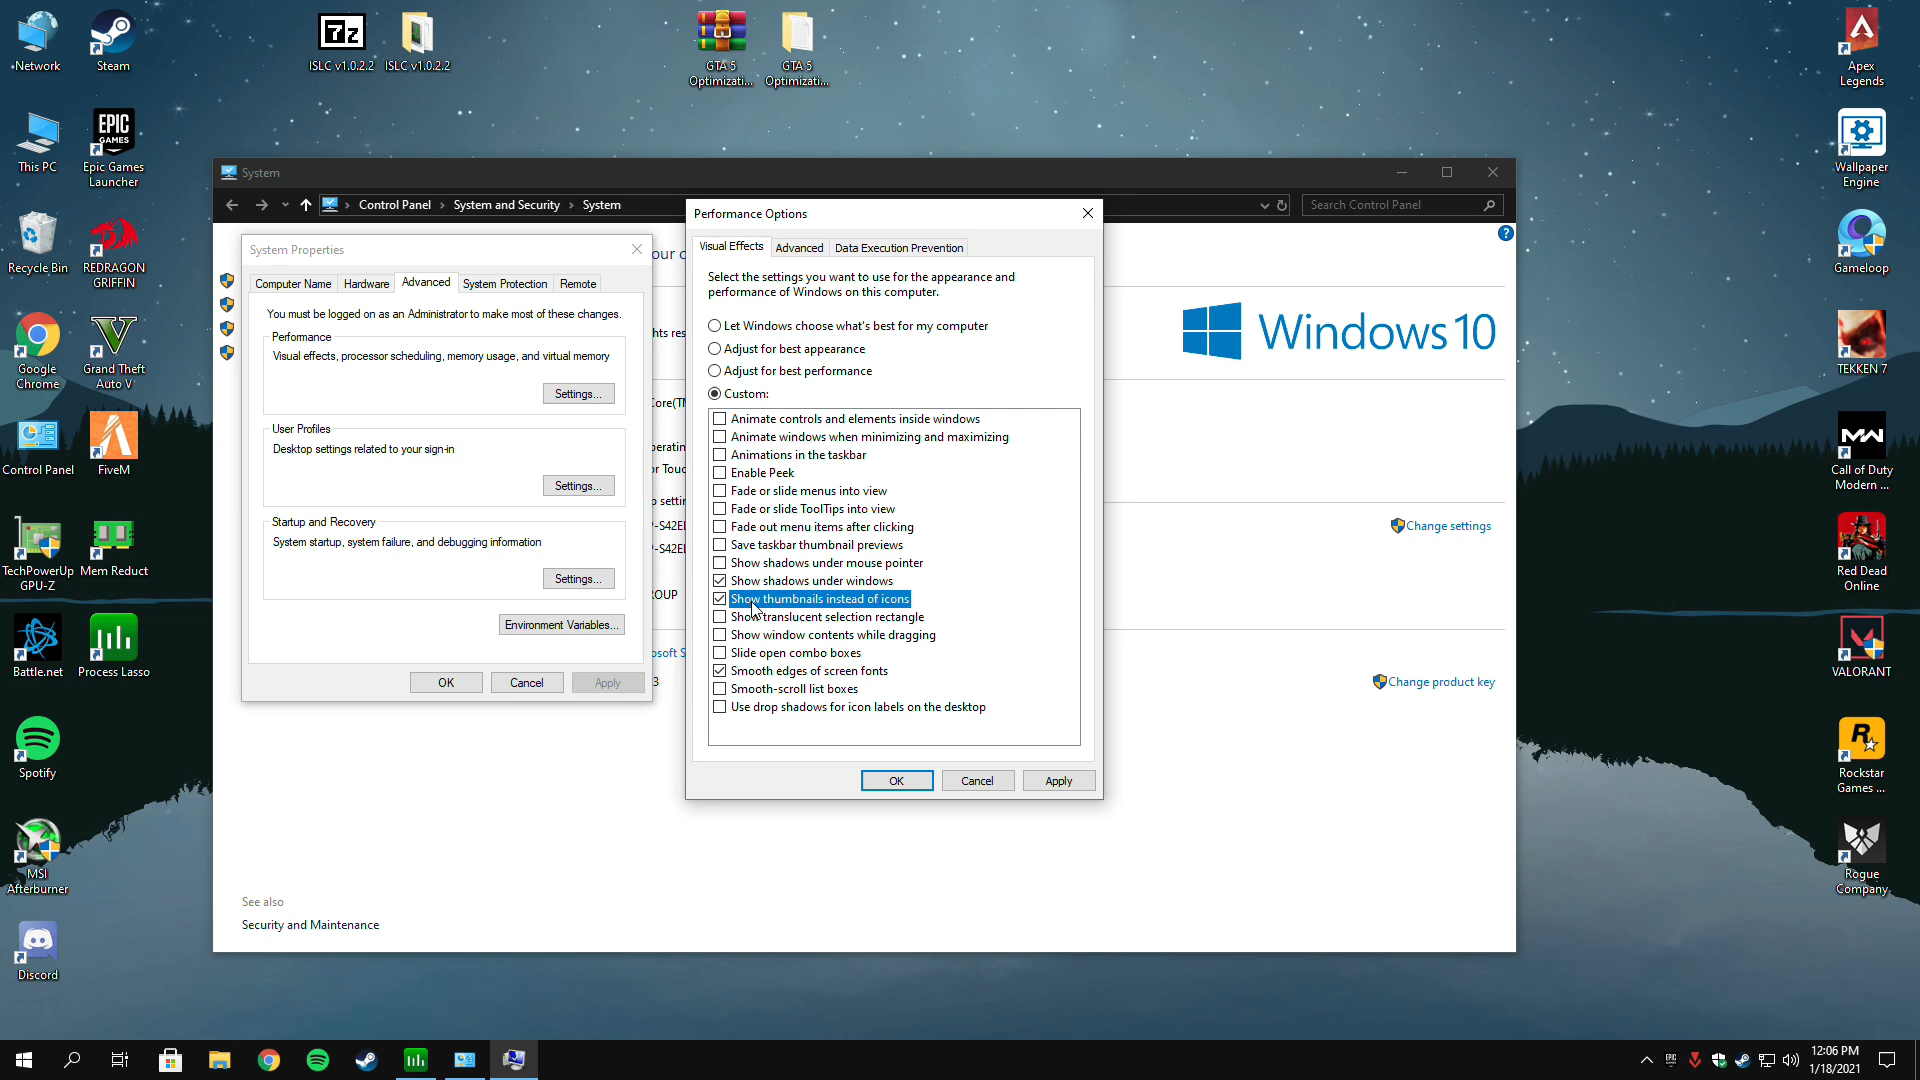 Network
Steam
ISLC v1.0.2.2
ISLC v1.0.2.2
GTA 5
Optimizati...
GTA 5
Optimizati...
Apex
Legends
This PC
EPIC
GAMES
Epic Games
Launcher
Wallpaper
Engine
Recycle Bin
REDRAGON
GRIFFIN
Gameloop
Google
Chrome
Grand Theft
Auto V
TEKKEN 7
Control Panel
FiveM
Call of Duty
Modern ...
TechPowerUp
GPU-Z
Mem Reduct
Red Dead
Online
Battle.net
Process Lasso
VALORANT
Spotify
Rockstar
Games ...
MSI
Afterburner
Rogue
Company
Discord
System
Control Panel
System and Security
System
Search Control Panel
Windows 10
Change settings
Change product key
See also
Security and Maintenance
System Properties
Computer Name
Hardware
Advanced
System Protection
Remote
You must be logged on as an Administrator to make most of these changes.
Performance
Visual effects, processor scheduling, memory usage, and virtual memory
Settings...
User Profiles
Desktop settings related to your sign-in
Settings...
Startup and Recovery
System startup, system failure, and debugging information
Settings...
Environment Variables...
OK
Cancel
Apply
Performance Options
Visual Effects
Advanced
Data Execution Prevention
Select the settings you want to use for the appearance and
performance of Windows on this computer.
Let Windows choose what's best for my computer
Adjust for best appearance
Adjust for best performance
Custom:
Animate controls and elements inside windows
Animate windows when minimizing and maximizing
Animations in the taskbar
Enable Peek
Fade or slide menus into view
Fade or slide ToolTips into view
Fade out menu items after clicking
Save taskbar thumbnail previews
Show shadows under mouse pointer
Show shadows under windows
Show thumbnails instead of icons
Show translucent selection rectangle
Show window contents while dragging
Slide open combo boxes
Smooth edges of screen fonts
Smooth-scroll list boxes
Use drop shadows for icon labels on the desktop
OK
Cancel
Apply
12:06 PM
1/18/2021